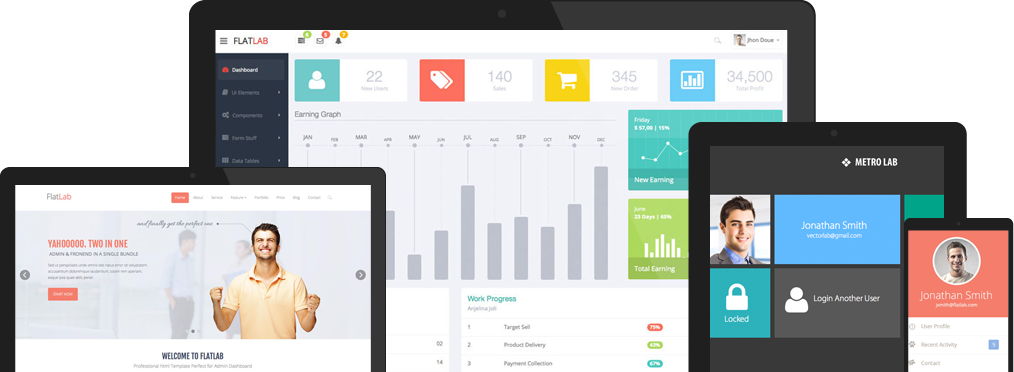 FLATLAB
6
5
7
Jhon Doue
Dashboard
UI Elements
Components
Form Stuff
Data Tables
22
New Users
140
Sales
345
New Order
34,500
Total Profit
Earning Graph
JAN
FEB
MAR
APR
MAY
JUN
JUL
AUG
SEP
OCT
NOV
DEC
Friday
$ 57,00 | 15%
New Earning
June
23 Days | 65%
Total Earning
02
14
Work Progress
Anjelina Joli
1 Target Sell 75%
2 Product Delivery 43%
3 Payment Collection 67%
FlatLab
Home About Service Feature Portfolio Price Blog Contact
and finally get the perfect one
YAHOOOOO. TWO IN ONE
ADMIN & FRONEND IN A SINGLE BUNDLE
START NOW
WELCOME TO FLATLAB
Professional html Template Perfect for Admin Dashboard
METRO LAB
Jonathan Smith
vectorlab@gmail.com
Locked
Login Another User
Jonathan Smith
jsmith@flatlab.com
User Profile
Recent Activity
Contact